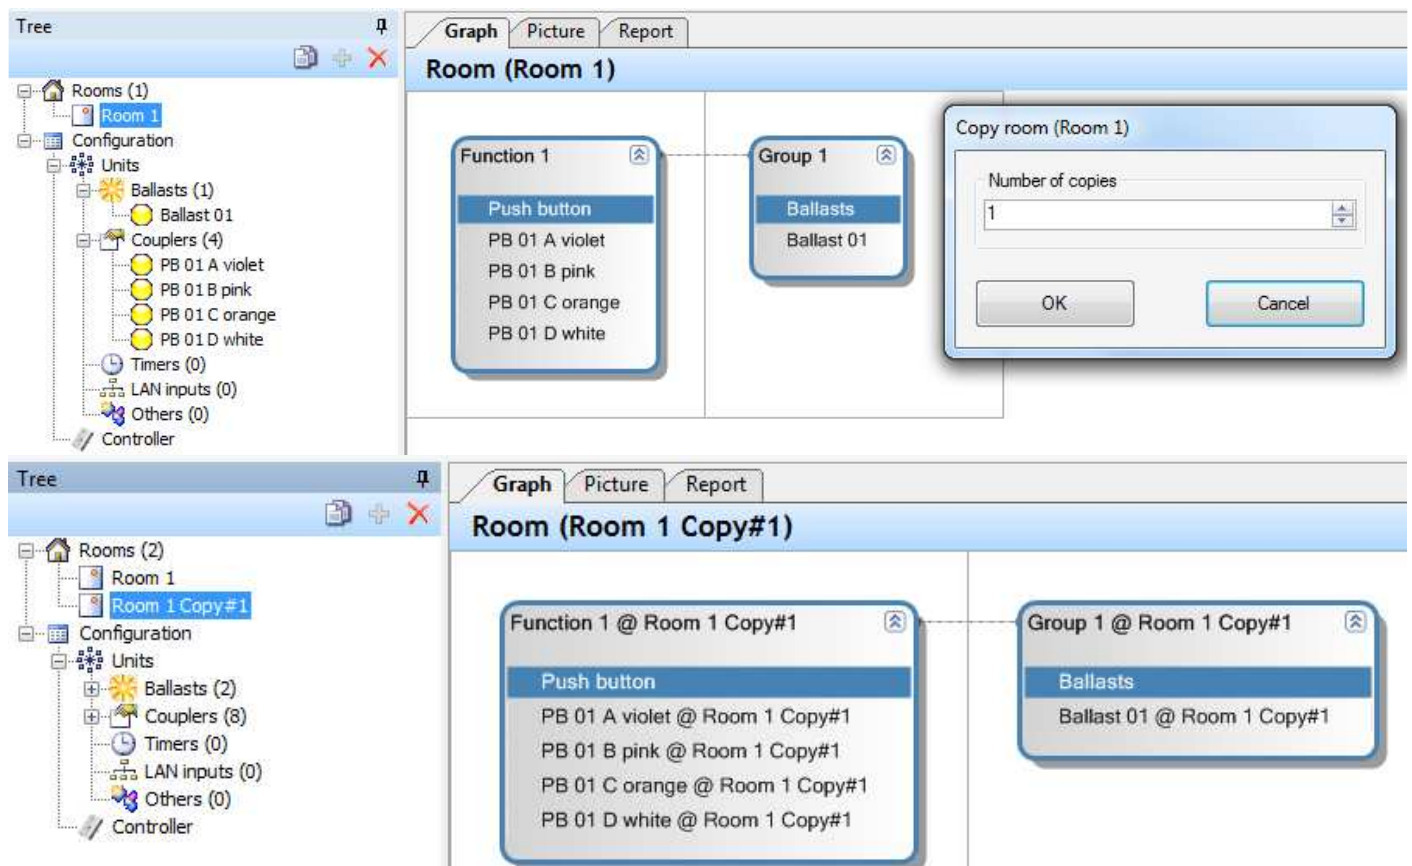 Tree
Rooms (1)
Room 1
Configuration
Units
Ballasts (1)
Ballast 01
Couplers (4)
PB 01 A violet
PB 01 B pink
PB 01 C orange
PB 01 D white
Timers (0)
LAN inputs (0)
Others (0)
Controller
Graph Picture Report
Room (Room 1)
Function 1
Push button
PB 01 A violet
PB 01 B pink
PB 01 C orange
PB 01 D white
Group 1
Ballasts
Ballast 01
Copy room (Room 1)
Number of copies
1
OK Cancel
Tree
Rooms (2)
Room 1
Room 1 Copy#1
Configuration
Units
Ballasts (2)
Couplers (8)
Timers (0)
LAN inputs (0)
Others (0)
Controller
Graph Picture Report
Room (Room 1 Copy#1)
Function 1 @ Room 1 Copy#1
Push button
PB 01 A violet @ Room 1 Copy#1
PB 01 B pink @ Room 1 Copy#1
PB 01 C orange @ Room 1 Copy#1
PB 01 D white @ Room 1 Copy#1
Group 1 @ Room 1 Copy#1
Ballasts
Ballast 01 @ Room 1 Copy#1